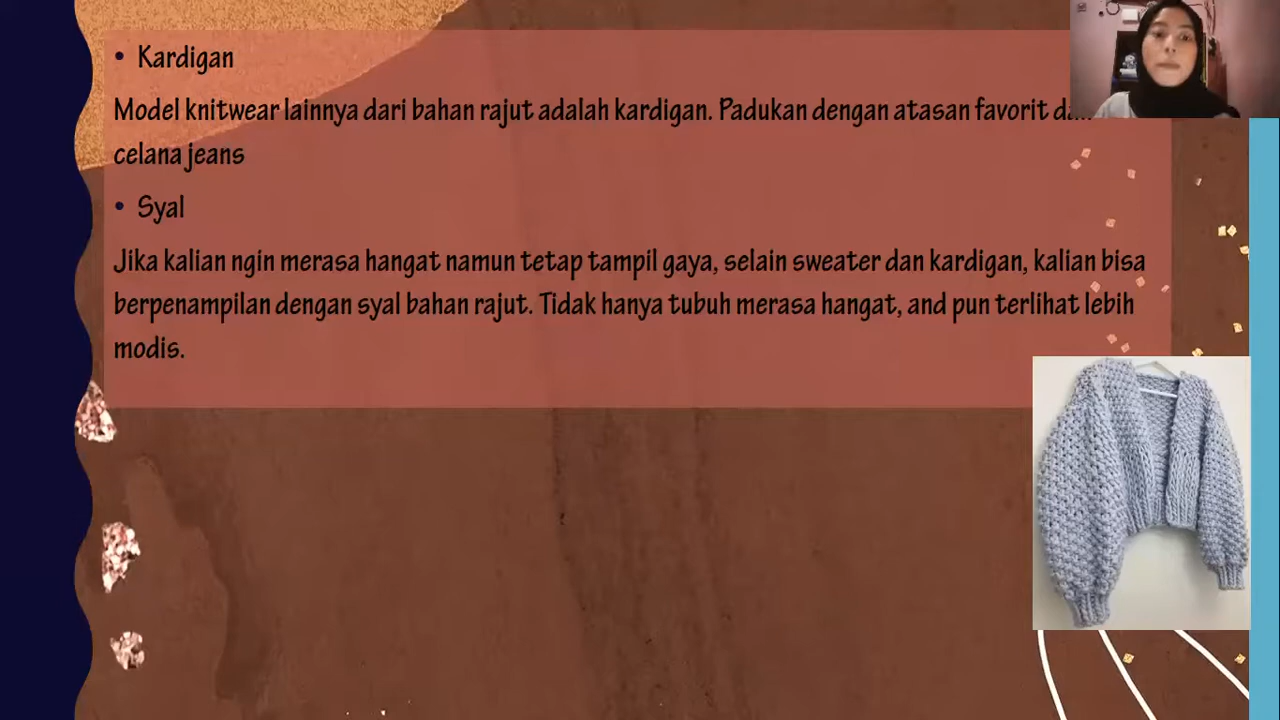 • Kardigan
Model knitwear lainnya dari bahan rajut adalah kardigan. Padukan dengan atasan favorit
celana jeans
• Syal
Jika kalian ngin merasa hangat namun tetap tampil gaya, selain sweater dan kardigan, kalian bisa
berpenampilan dengan syal bahan rajut. Tidak hanya tubuh merasa hangat, and pun terlihat lebih
modis.